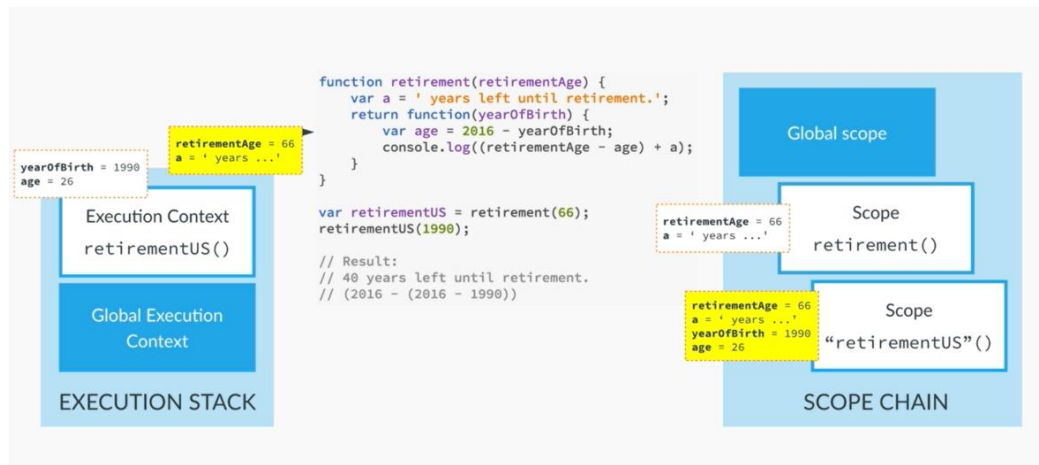 function retirement(retirementAge) {
    var a = ' years left until retirement.';
    return function(yearOfBirth) {
        var age = 2016 - yearOfBirth;
        console.log((retirementAge - age) + a);
    }
}
var retirementUS = retirement(66);
retirementUS(1990);
// Result:
// 40 years left until retirement.
// (2016 - (2016 - 1990))
retirementAge = 66
a = ‘ years ...'
yearOfBirth = 1990
age = 26
Execution Context
retirementUS()
Global Execution
Context
EXECUTION STACK
Global scope
retirementAge = 66
a = ‘ years ...'
Scope
retirement()
retirementAge = 66
a = ‘ years ...'
yearOfBirth = 1990
age = 26
Scope
“retirementUS”()
SCOPE CHAIN